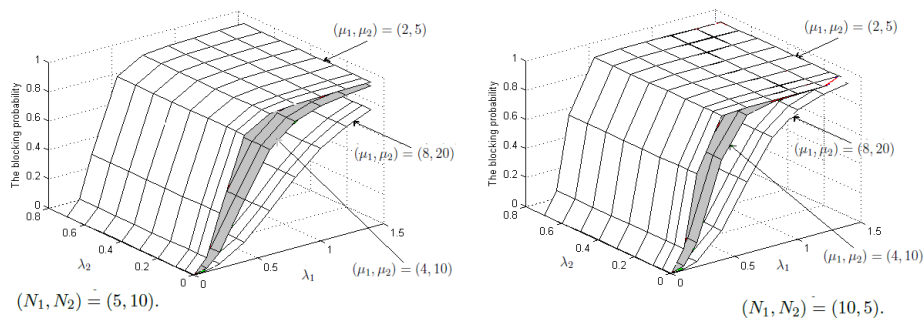 (μ₁, μ₂) = (2, 5)
The blocking probability
1
0.8
0.6
0.4
0.2
0
0.8
0.6
0.4
0.2
0
λ₂
0
0.5
1
1.5
λ₁
(μ₁, μ₂) = (8, 20)
(μ₁, μ₂) = (4, 10)
(N₁, N₂) = (5, 10).
(μ₁, μ₂) = (2, 5)
The blocking probability
1
0.8
0.6
0.4
0.2
0
0.8
0.6
0.4
0.2
0
λ₂
0
0.5
1
1.5
λ₁
(μ₁, μ₂) = (8, 20)
(μ₁, μ₂) = (4, 10)
(N₁, N₂) = (10, 5).